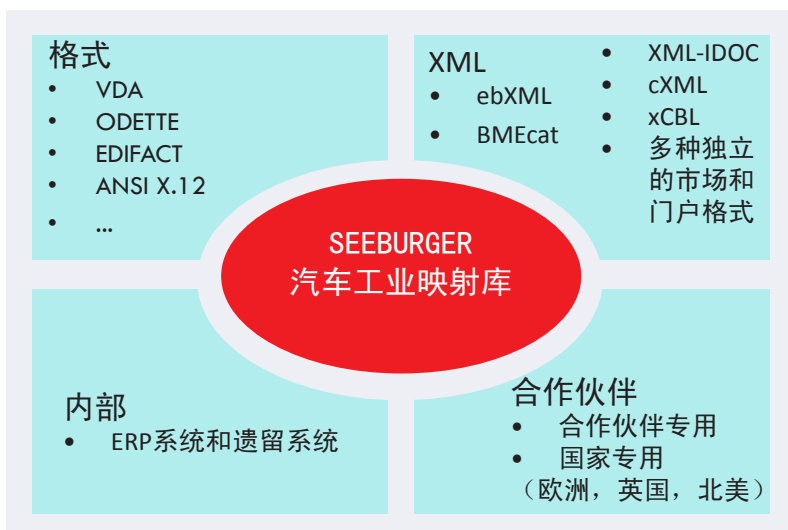 格式
• VDA
• ODETTE
• EDIFACT
• ANSI X.12
• ...
XML
• ebXML
• BMEcat
• XML-IDOC
• cXML
• xCBL
• 多种独立
的市场和
门户格式
SEEBURGER
汽车工业映射库
内部
• ERP系统和遗留系统
合作伙伴
• 合作伙伴专用
• 国家专用
（欧洲，英国，北美）